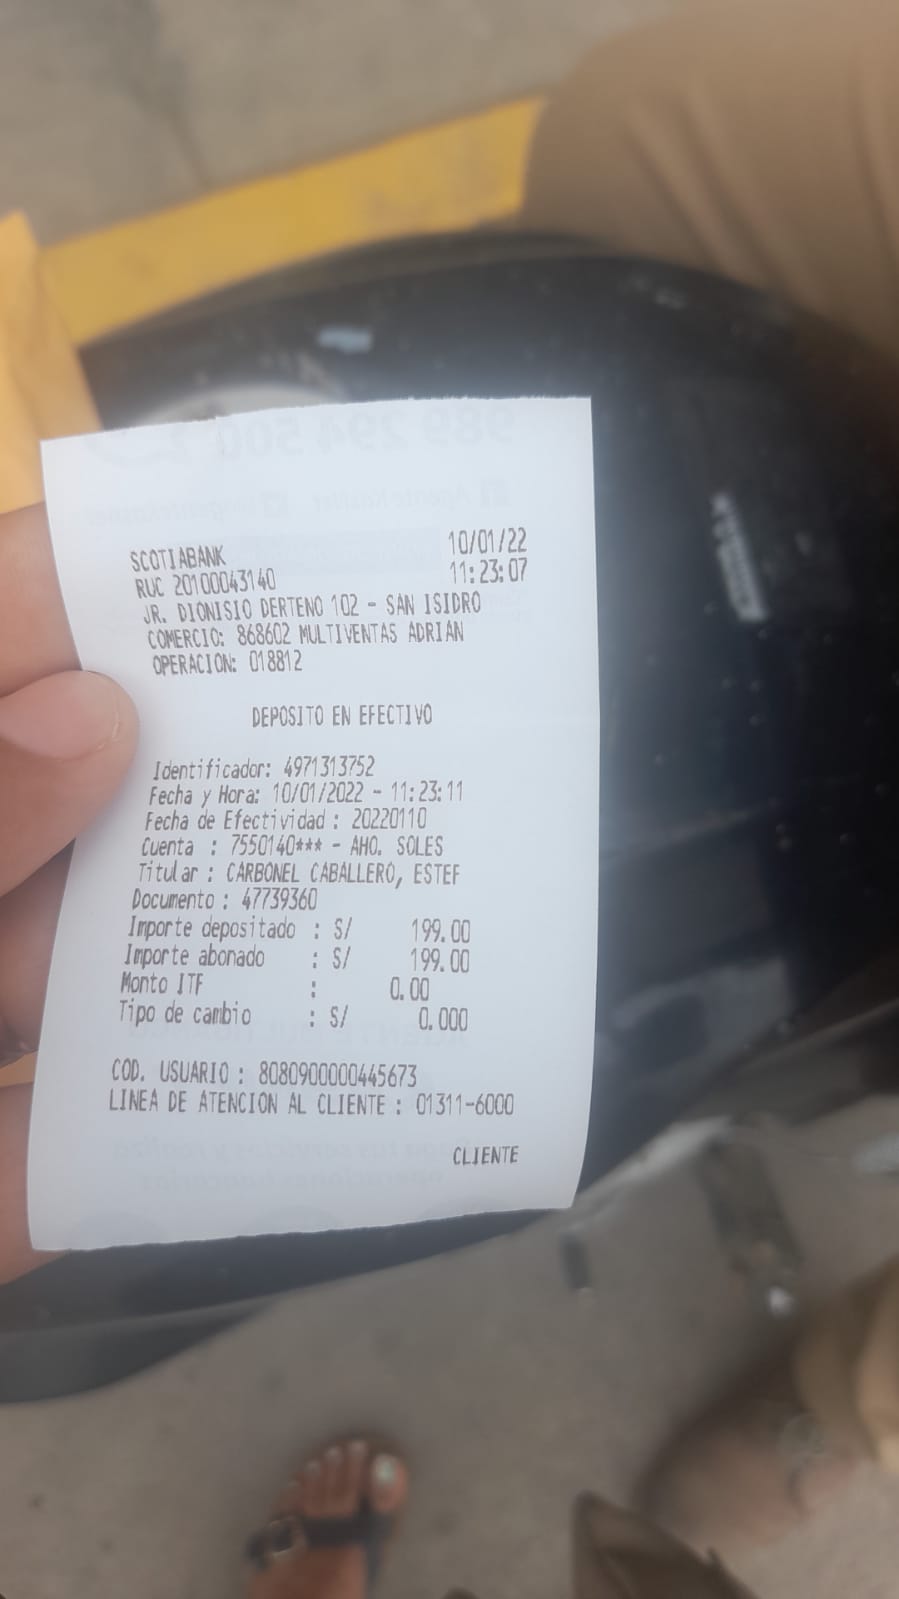 SCOTIABANK 10/01/22
RUC 20100043140 11:23:07
JR. DIONISIO DERTENO 102 - SAN ISIDRO
COMERCIO: 868602 MULTIVENTAS ADRIAN
OPERACION: 018812
DEPOSITO EN EFECTIVO
Identificador: 4971313752
Fecha y Hora: 10/01/2022 - 11:23:11
Fecha de Efectividad : 20220110
Cuenta : 7550140*** - AHO. SOLES
Titular : CARBONEL CABALLERO, ESTEF
Documento : 47739360
Importe depositado : S/ 199.00
Importe abonado : S/ 199.00
Monto ITF : 0.00
Tipo de cambio : S/ 0.000
COD. USUARIO : 8080900000445673
LINEA DE ATENCION AL CLIENTE : 01311-6000
CLIENTE